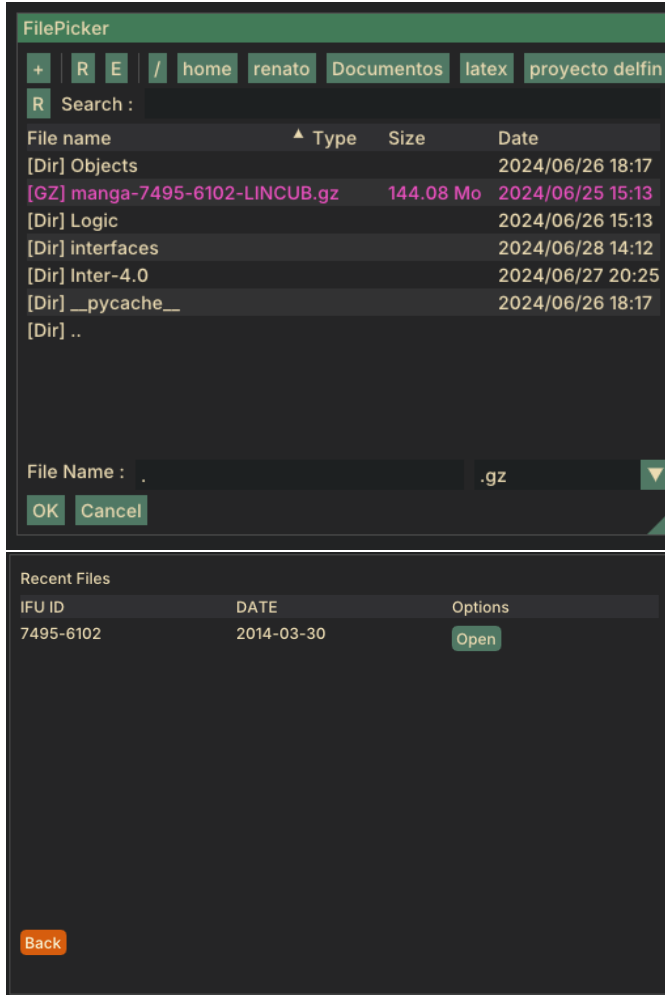 FilePicker
+ R E / home renato Documentos latex proyecto delfin
R Search :
File name Type Size Date
[Dir] Objects 2024/06/26 18:17
[GZ] manga-7495-6102-LINCUB.gz 144.08 Mo 2024/06/25 15:13
[Dir] Logic 2024/06/26 15:13
[Dir] interfaces 2024/06/28 14:12
[Dir] Inter-4.0 2024/06/27 20:25
[Dir] __pycache__ 2024/06/26 18:17
[Dir] ..
File Name : . .gz
OK Cancel
Recent Files
IFU ID DATE Options
7495-6102 2014-03-30 Open
Back